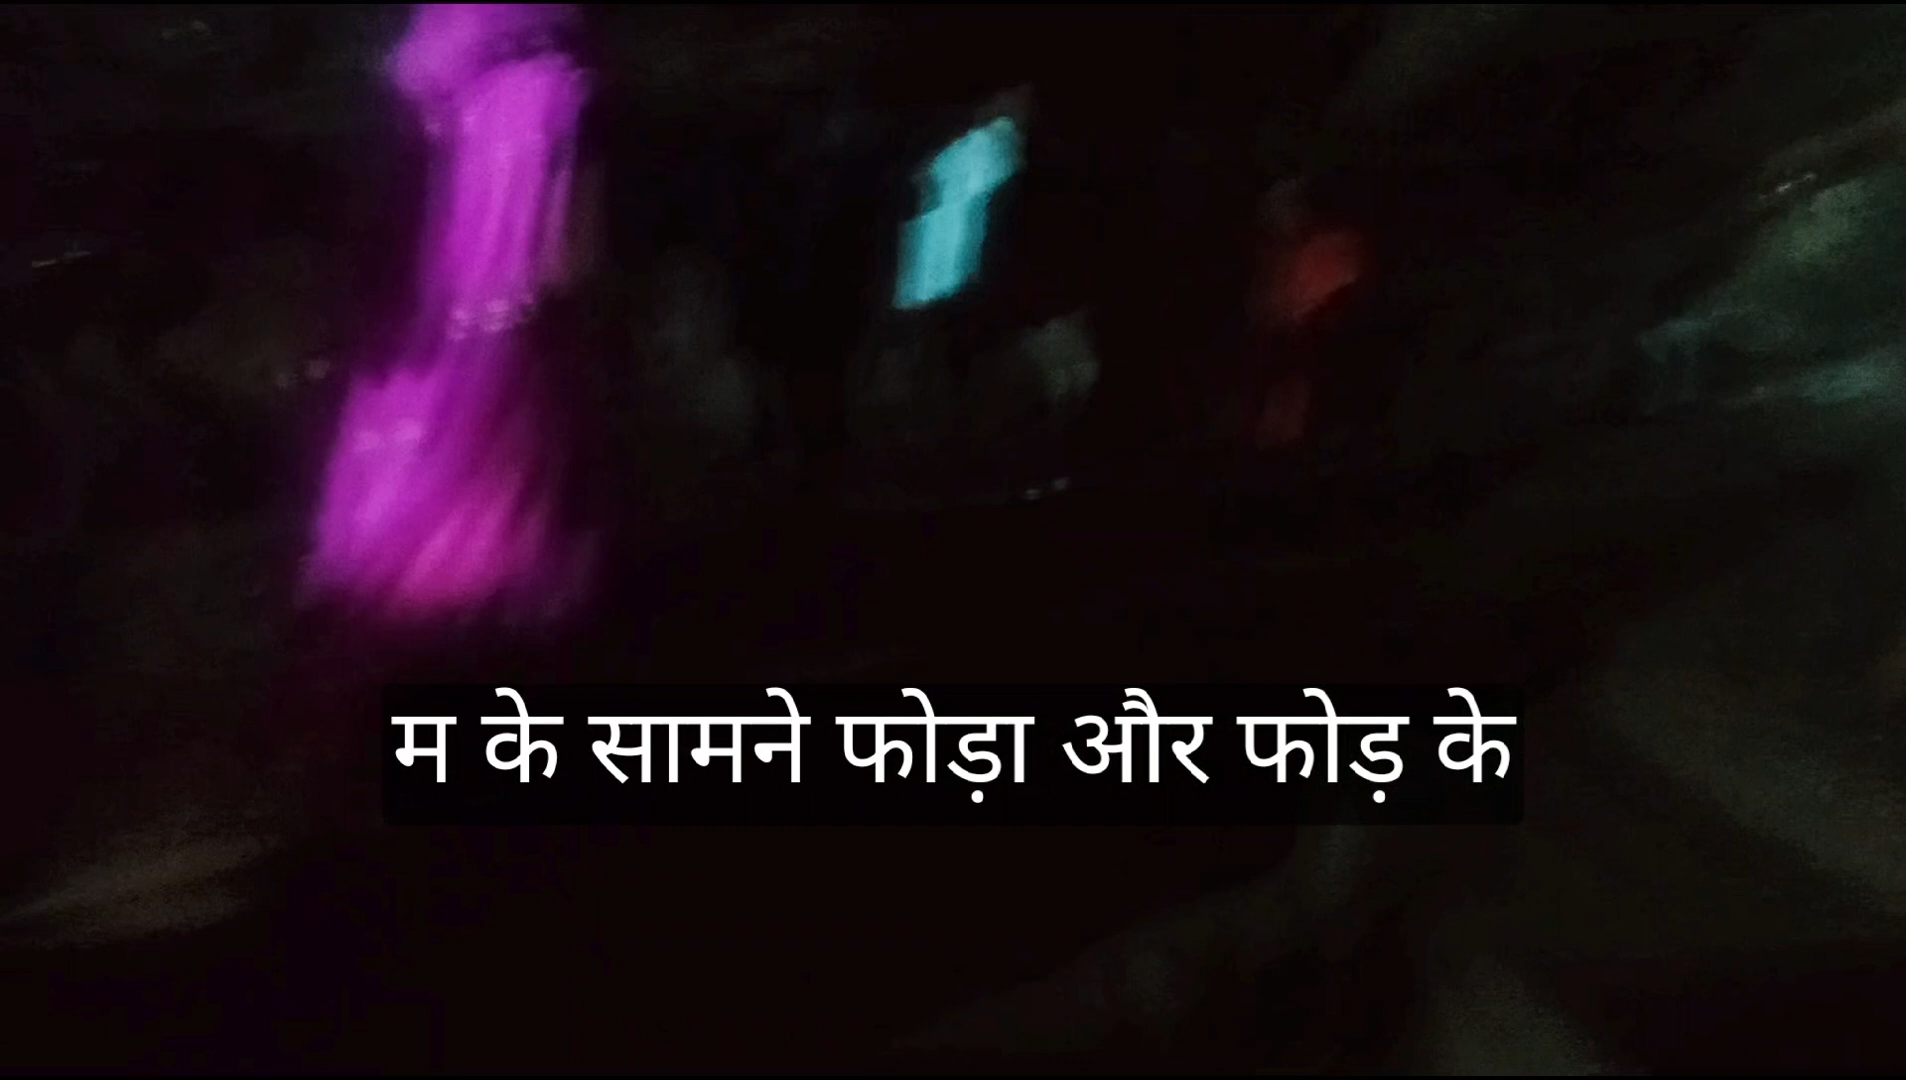 म के सामने फोड़ा और फोड़ के